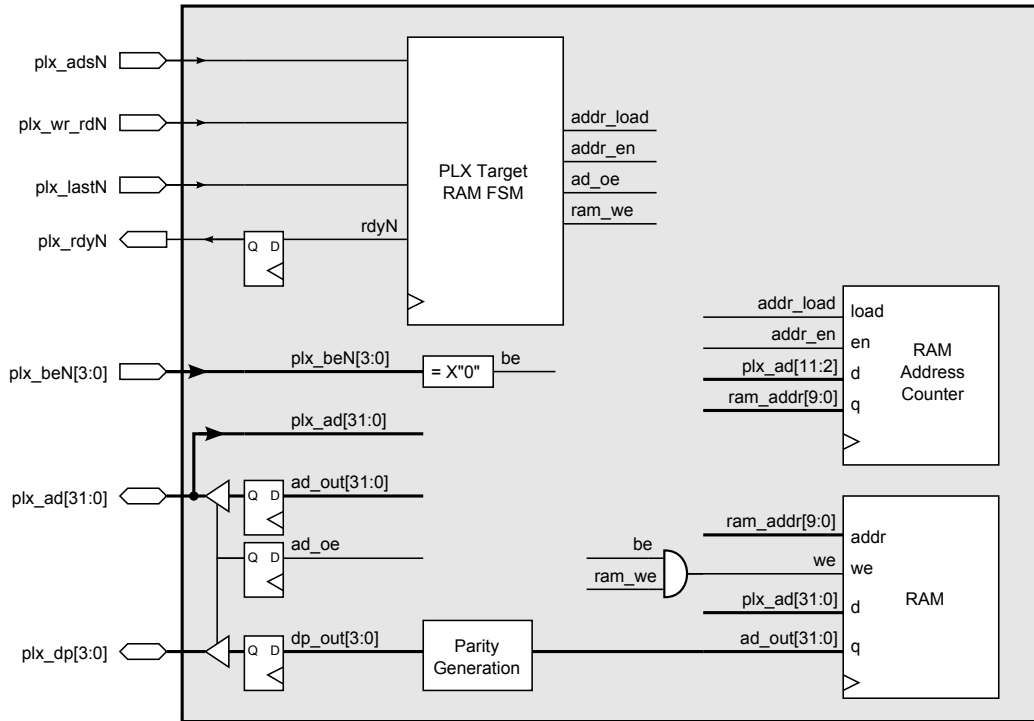 plx_adsN
plx_wr_rdN
plx_lastN
plx_rdyN
Q D
rdyN
PLX Target
RAM FSM
addr_load
addr_en
ad_oe
ram_we
plx_beN[3:0]
plx_beN[3:0]
= X"0"
be
addr_load
addr_en
plx_ad[11:2]
ram_addr[9:0]
load
en
d
q
RAM
Address
Counter
plx_ad[31:0]
plx_ad[31:0]
Q D
ad_out[31:0]
Q D
ad_oe
be
ram_we
ram_addr[9:0]
we
plx_ad[31:0]
ad_out[31:0]
addr
we
d
q
RAM
plx_dp[3:0]
Q D
dp_out[3:0]
Parity
Generation